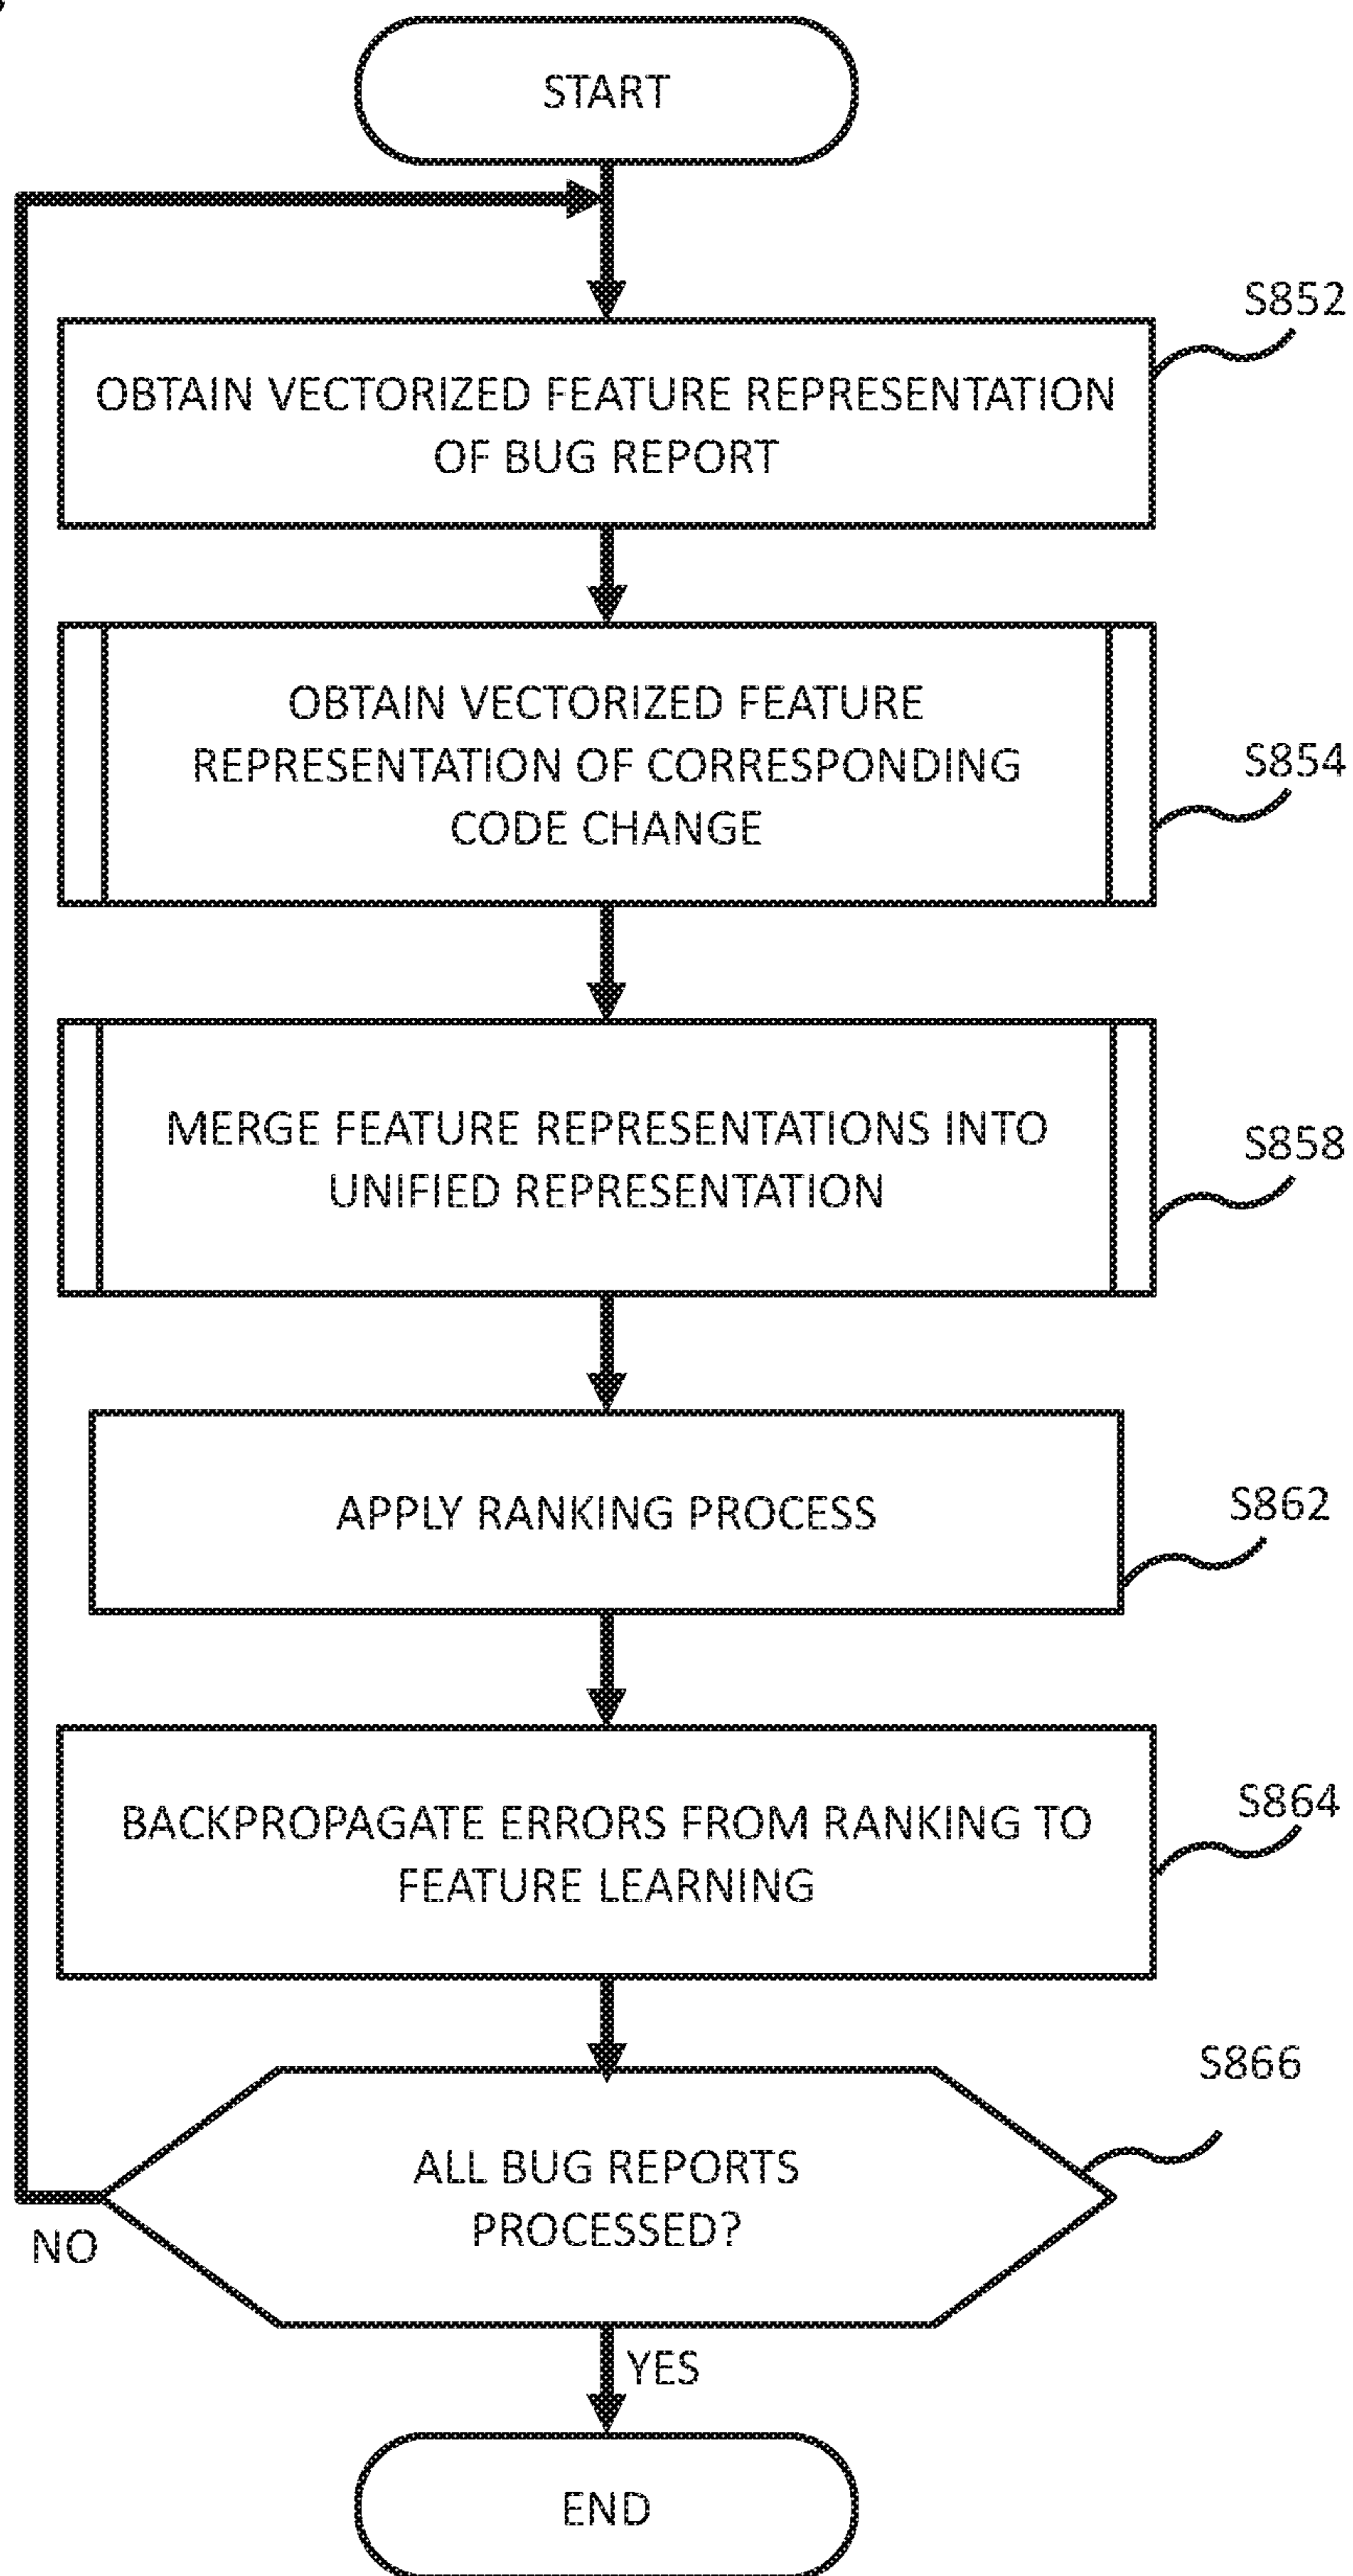 START
S852
OBTAIN VECTORIZED FEATURE REPRESENTATION
OF BUG REPORT
OBTAIN VECTORIZED FEATURE
REPRESENTATION OF CORRESPONDING
CODE CHANGE
S854
MERGE FEATURE REPRESENTATIONS INTO
UNIFIED REPRESENTATION
S858
APPLY RANKING PROCESS
S862
BACKPROPAGATE ERRORS FROM RANKING TO
FEATURE LEARNING
S864
S866
ALL BUG REPORTS
PROCESSED?
NO
YES
END